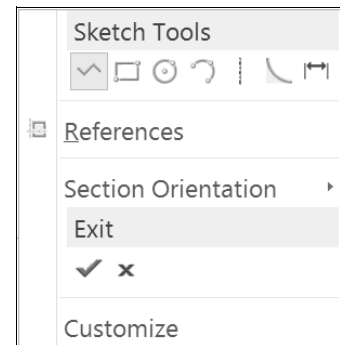 Sketch Tools
References
Section Orientation
Exit
Customize